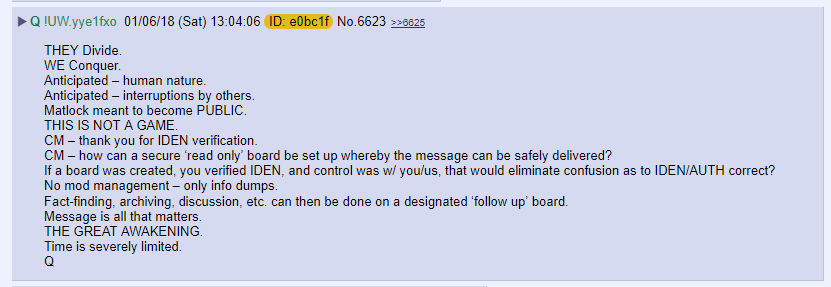 ▶ Q !UW.yye1fxo 01/06/18 (Sat) 13:04:06 ID: e0bc1f No.6623 >>6625
THEY Divide.
WE Conquer.
Anticipated – human nature.
Anticipated – interruptions by others.
Matlock meant to become PUBLIC.
THIS IS NOT A GAME.
CM – thank you for IDEN verification.
CM – how can a secure ‘read only’ board be set up whereby the message can be safely delivered?
If a board was created, you verified IDEN, and control was w/ you/us, that would eliminate confusion as to IDEN/AUTH correct?
No mod management – only info dumps.
Fact-finding, archiving, discussion, etc. can then be done on a designated ‘follow up’ board.
Message is all that matters.
THE GREAT AWAKENING.
Time is severely limited.
Q